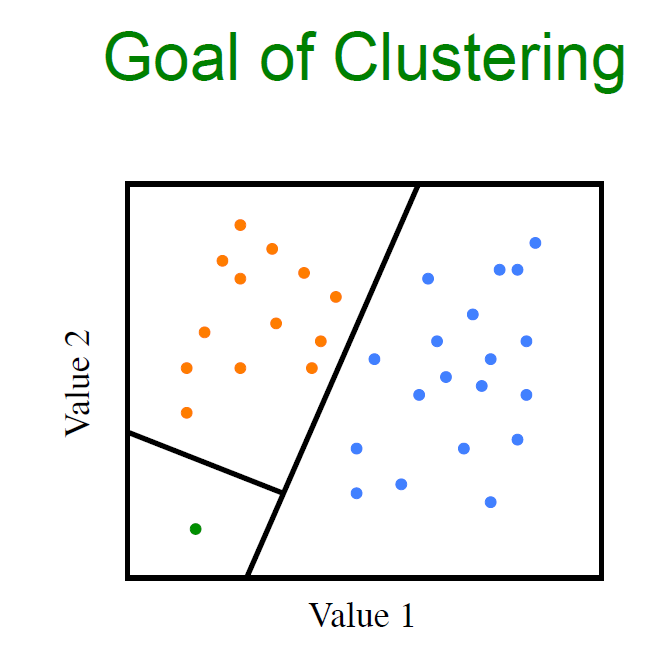 Goal of Clustering
Value 2
Value 1